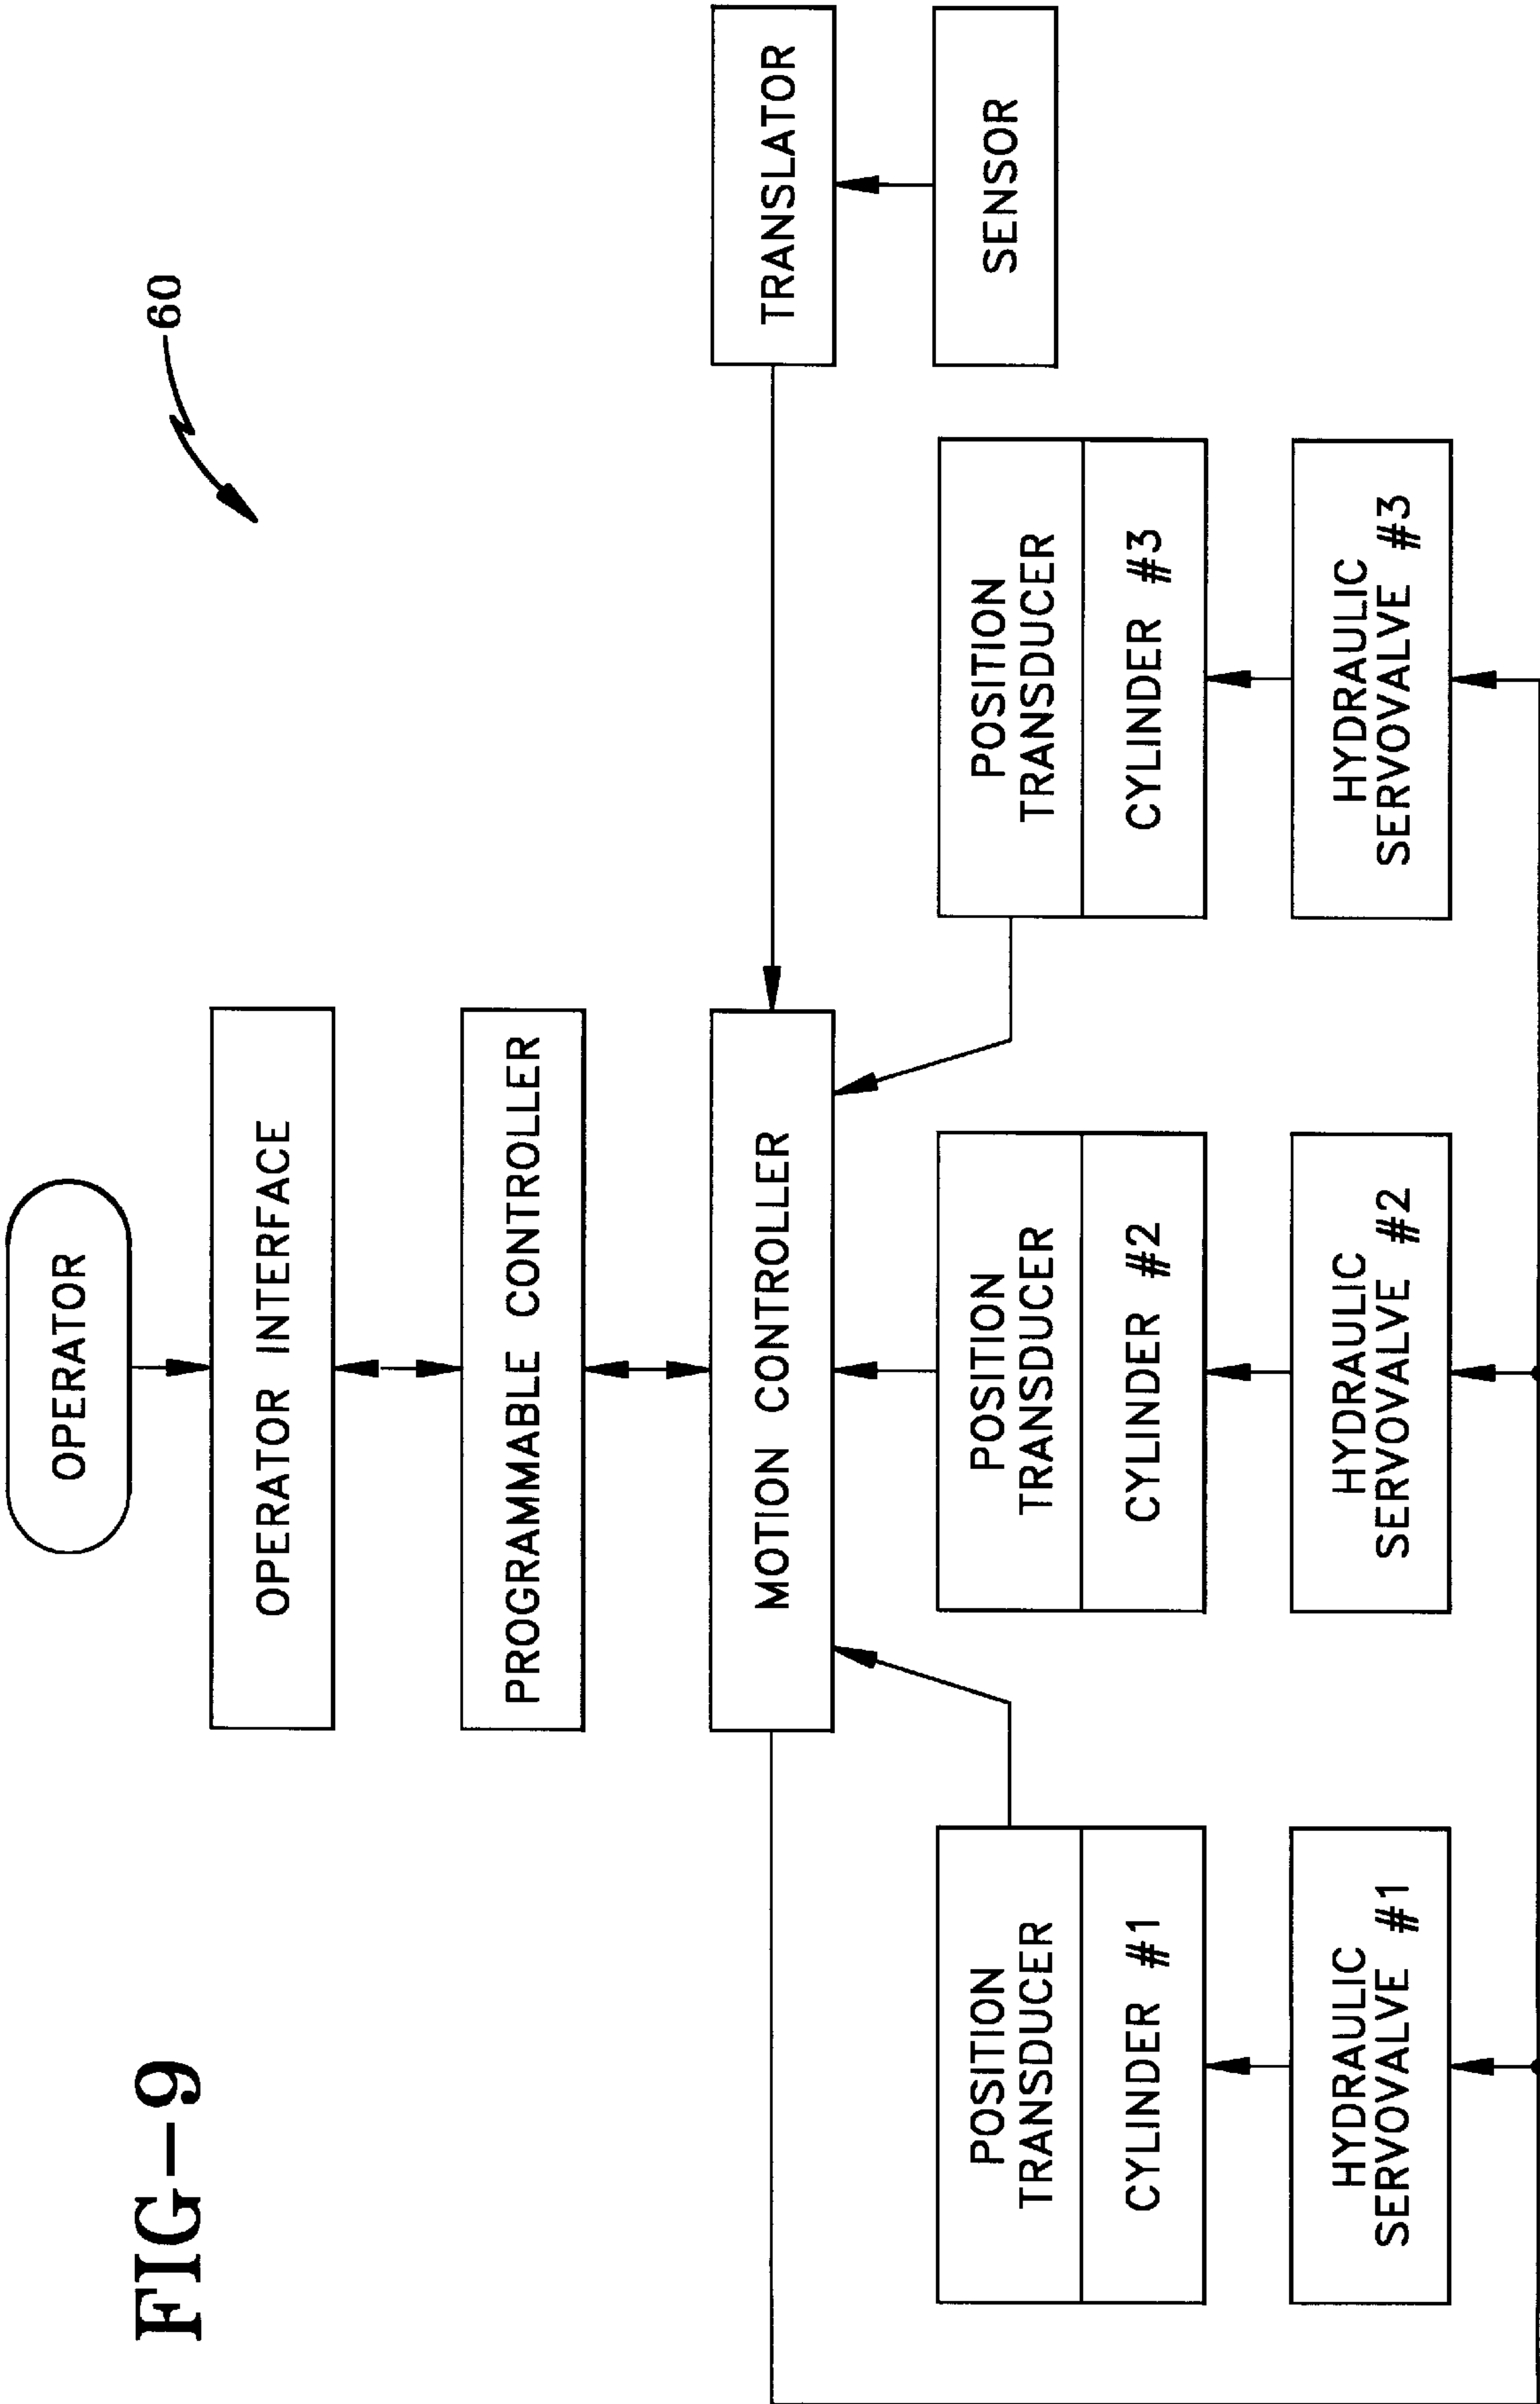 FIG-9
60
OPERATOR
OPERATOR INTERFACE
PROGRAMMABLE CONTROLLER
MOTION CONTROLLER
TRANSLATOR
SENSOR
POSITION
TRANSDUCER
CYLINDER #1
HYDRAULIC
SERVOVALVE #1
POSITION
TRANSDUCER
CYLINDER #2
HYDRAULIC
SERVOVALVE #2
POSITION
TRANSDUCER
CYLINDER #3
HYDRAULIC
SERVOVALVE #3